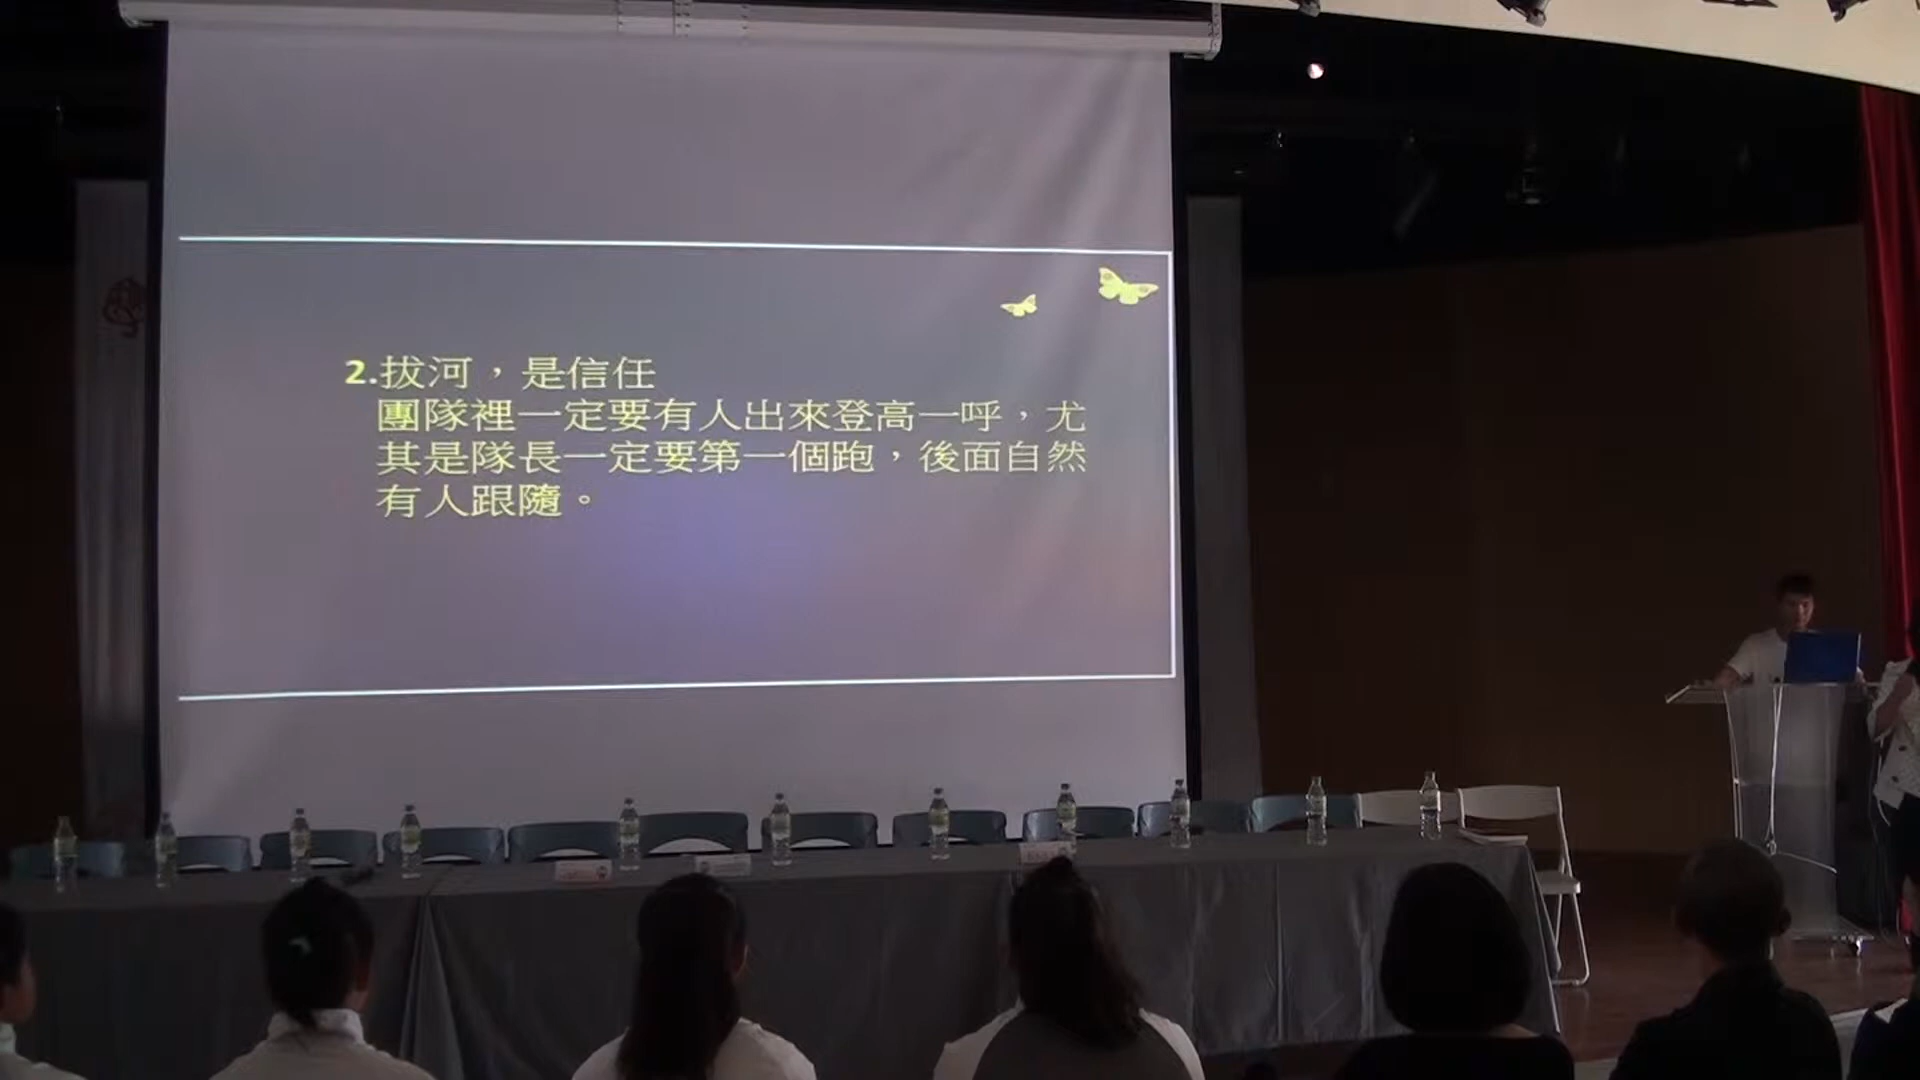 2.拔河，是信任
團隊裡一定要有人出來登高一呼，尤
其是隊長一定要第一個跑，後面自然
有人跟隨。